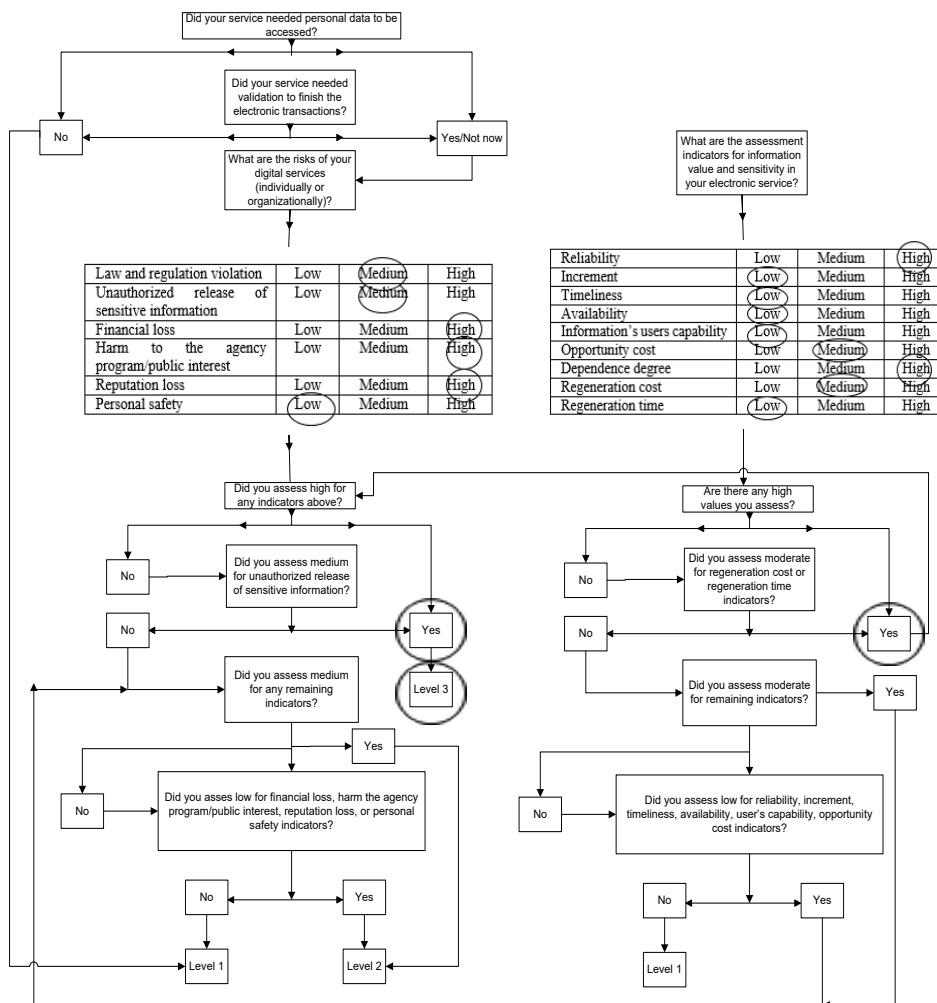 Did your service needed personal data to be
accessed?
Did your service needed
validation to finish the
electronic transactions?
No
Yes/Not now
What are the risks of your
digital services
(individually or
organizationally)?
What are the assessment
indicators for information
value and sensitivity in
your electronic service?
Law and regulation violation Low Medium High
Unauthorized release of Low Medium High
sensitive information
Financial loss Low Medium High
Harm to the agency Low Medium High
program/public interest
Reputation loss Low Medium High
Personal safety Low Medium High
Reliability Low Medium High
Increment Low Medium High
Timeliness Low Medium High
Availability Low Medium High
Information's users capability Low Medium High
Opportunity cost Low Medium High
Dependence degree Low Medium High
Regeneration cost Low Medium High
Regeneration time Low Medium High
Did you assess high for
any indicators above?
No
Did you assess medium
for unauthorized release
of sensitive information?
No
Yes
Level 3
Did you assess medium
for any remaining
indicators?
Yes
No
Did you asses low for financial loss, harm the agency
program/public interest, reputation loss, or personal
safety indicators?
No
Yes
Level 1
Level 2
Are there any high
values you assess?
No
Did you assess moderate
for regeneration cost or
regeneration time
indicators?
No
Yes
Did you assess moderate
for remaining indicators?
Yes
No
Did you assess low for reliability, increment,
timeliness, availability, user's capability, opportunity
cost indicators?
No
Yes
Level 1